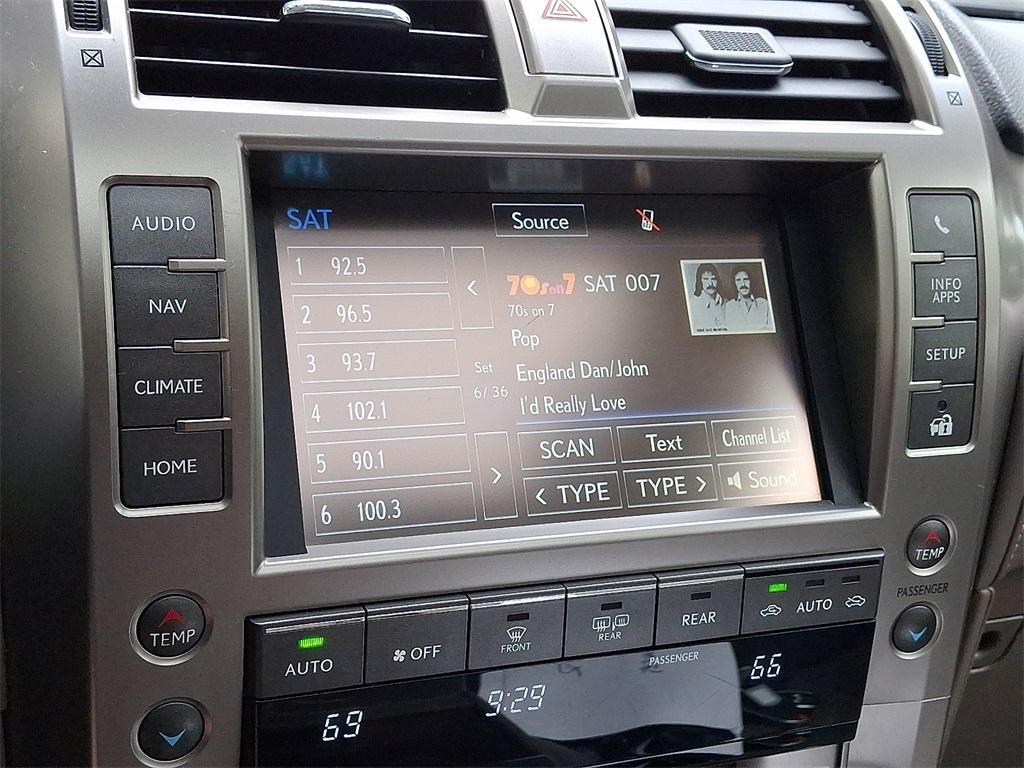 AUDIO
NAV
CLIMATE
HOME
SAT
Source
1 92.5
2 96.5
3 93.7
4 102.1
5 90.1
6 100.3
<
Set
6/36
>
70s on 7 SAT 007
70s on 7
Pop
England Dan/John
I'd Really Love
SCAN
Text
Channel List
< TYPE
TYPE >
Sound
INFO
APPS
SETUP
TEMP
TEMP
PASSENGER
AUTO
OFF
FRONT
REAR
REAR
AUTO
PASSENGER
69
9:29
66